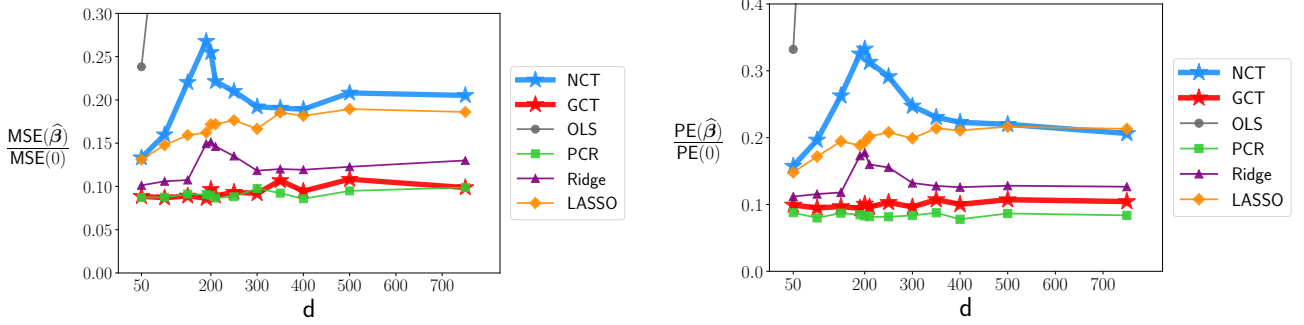 0.30
0.25
0.20
0.15
0.10
0.05
0.00
MSE(β̂)
MSE(0)
50 200 300 400 500 600 700
d
NCT
GCT
OLS
PCR
Ridge
LASSO
0.4
0.3
0.2
0.1
0.0
PE(β̂)
PE(0)
50 200 300 400 500 600 700
d
NCT
GCT
OLS
PCR
Ridge
LASSO